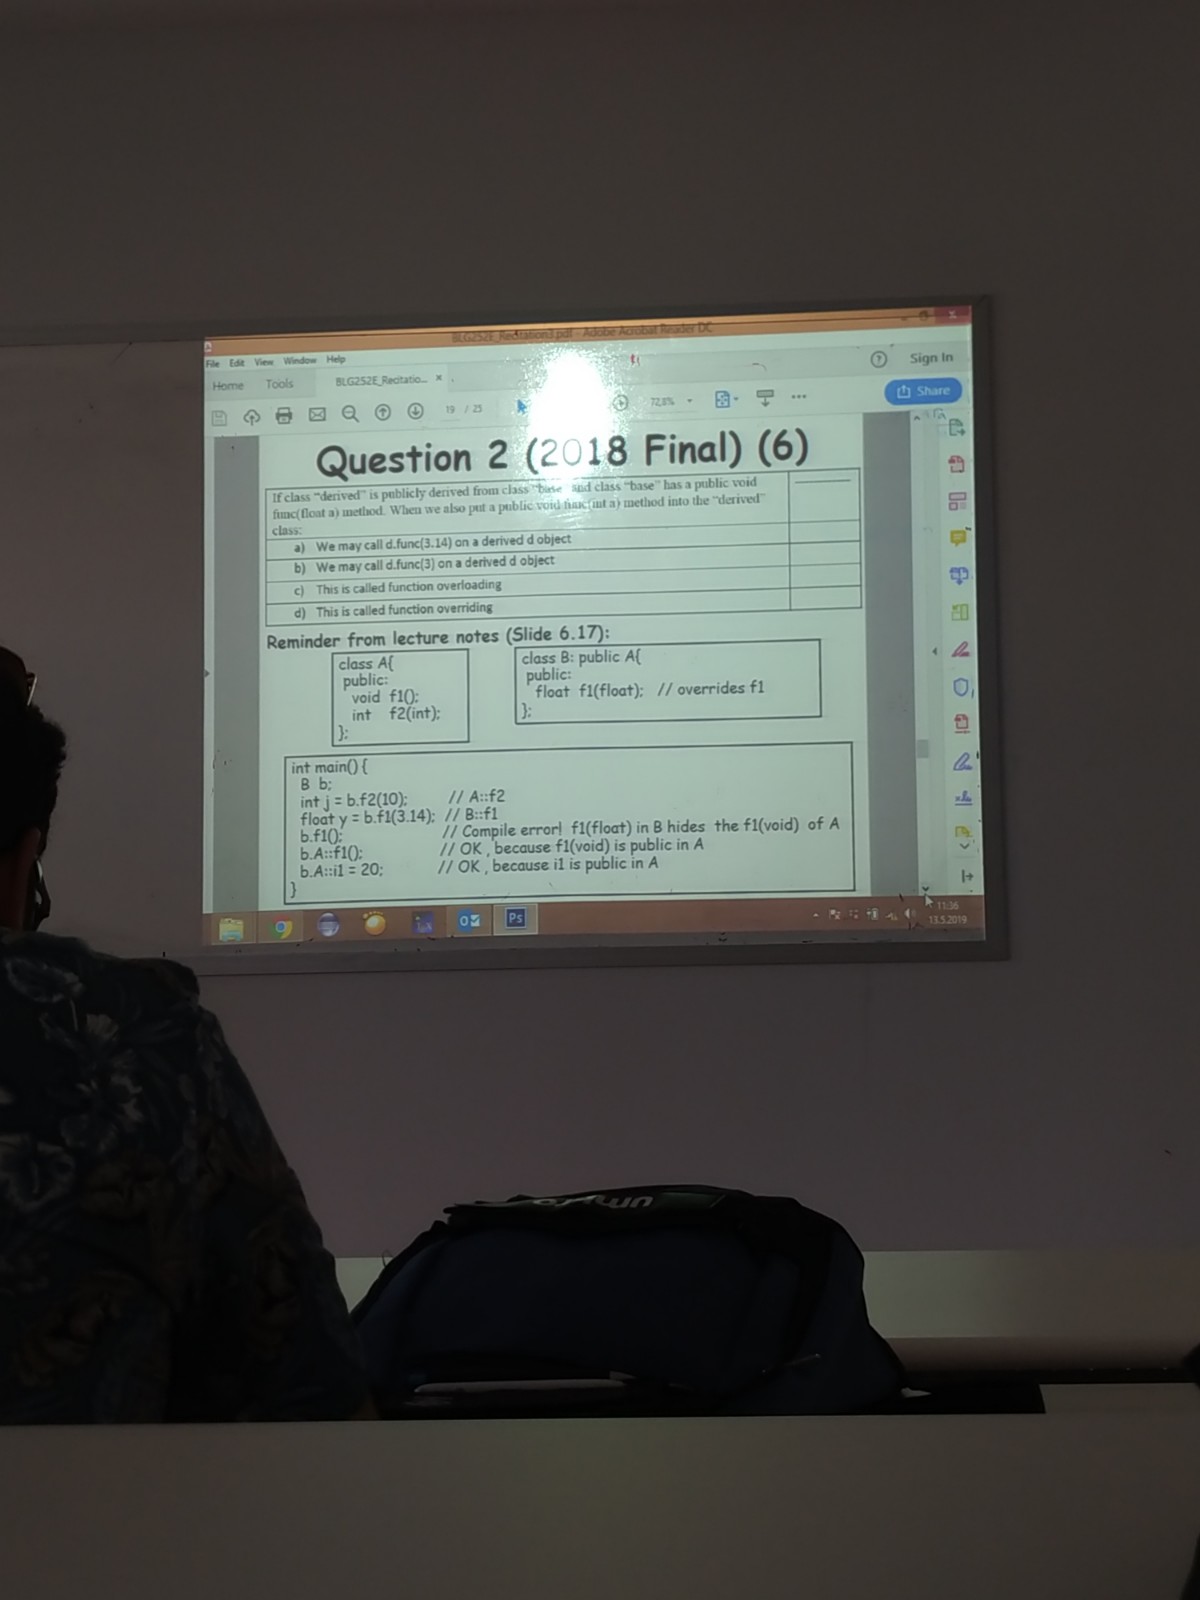 BLG252E_Recitation3.pdf - Adobe Acrobat Reader DC
File Edit View Window Help
Home Tools BLG252E_Recitatio... × ? Sign In
19 / 25 72,8% Share
Question 2 (2018 Final) (6)
If class "derived" is publicly derived from class "base" and class "base" has a public void
func(float a) method. When we also put a public void func(int a) method into the "derived"
class:
a) We may call d.func(3.14) on a derived d object
b) We may call d.func(3) on a derived d object
c) This is called function overloading
d) This is called function overriding
Reminder from lecture notes (Slide 6.17):
class A{
public:
void f1();
int f2(int);
};
class B: public A{
public:
float f1(float); // overrides f1
};
int main() {
B b;
int j = b.f2(10); // A::f2
float y = b.f1(3.14); // B::f1
b.f1(); // Compile error! f1(float) in B hides the f1(void) of A
b.A::f1(); // OK , because f1(void) is public in A
b.A::i1 = 20; // OK , because i1 is public in A
}
Ps
11:36
13.5.2019